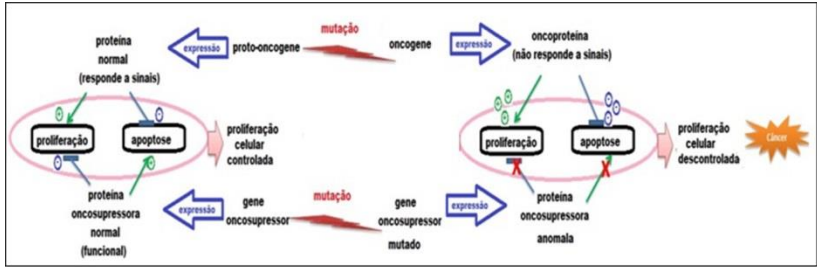 proteína
normal
(responde a sinais)
expressão
proto-oncogene
mutação
oncogene
expressão
oncoproteína
(não responde a sinais)
proliferação
apoptose
proliferação
celular
controlada
proliferação
apoptose
proliferação
celular
descontrolada
Câncer
proteína
oncosupressora
normal
(funcional)
expressão
gene
oncosupressor
mutação
gene
oncosupressor
mutado
expressão
proteína
oncosupressora
anomala